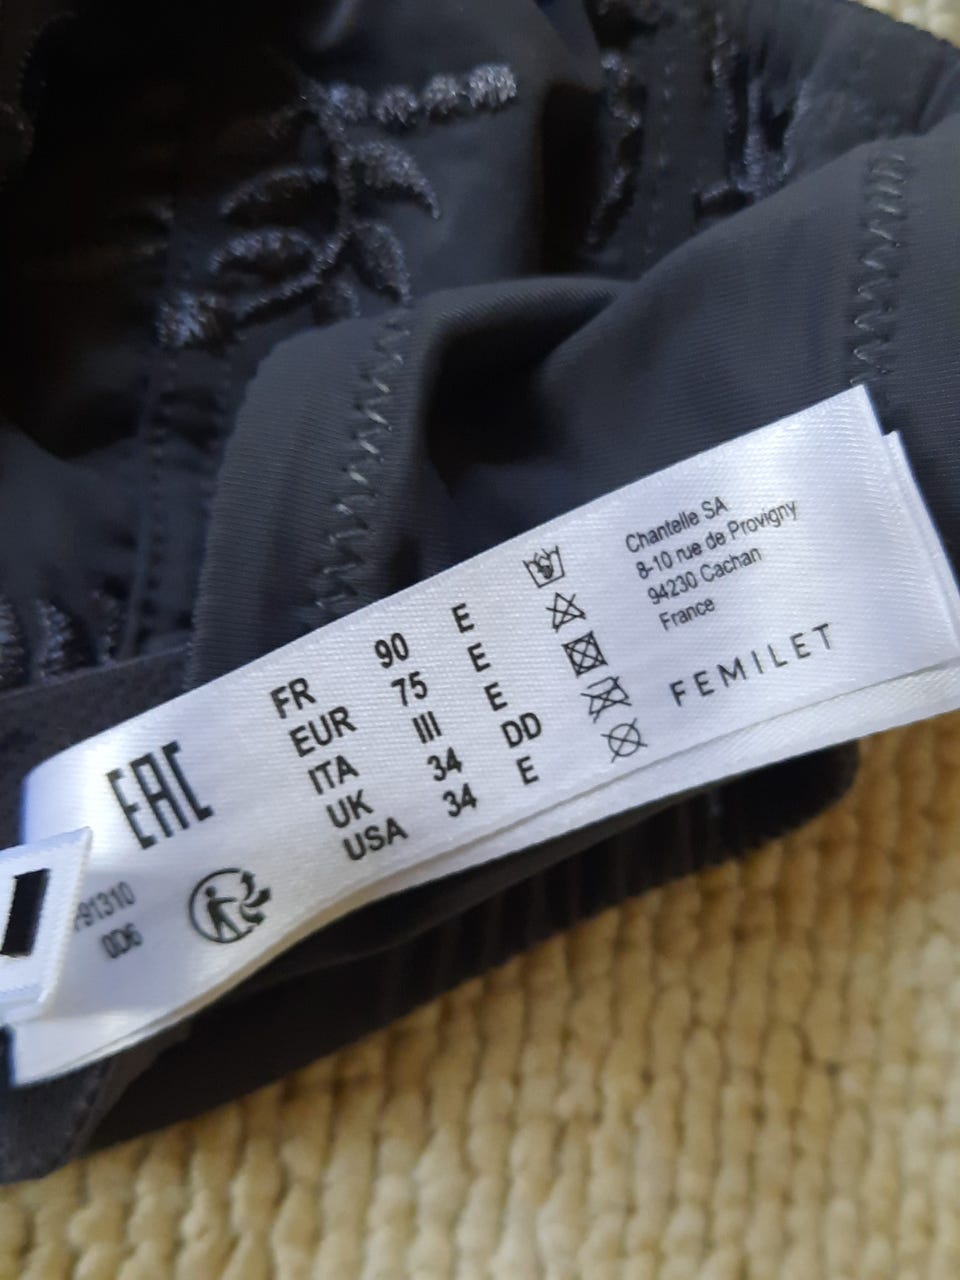 EAC
FR 90 E
EUR 75 E
ITA III E
UK 34 DD
USA 34 E
Chantelle SA
8-10 rue de Provigny
94230 Cachan
France
FEMILET
0D6